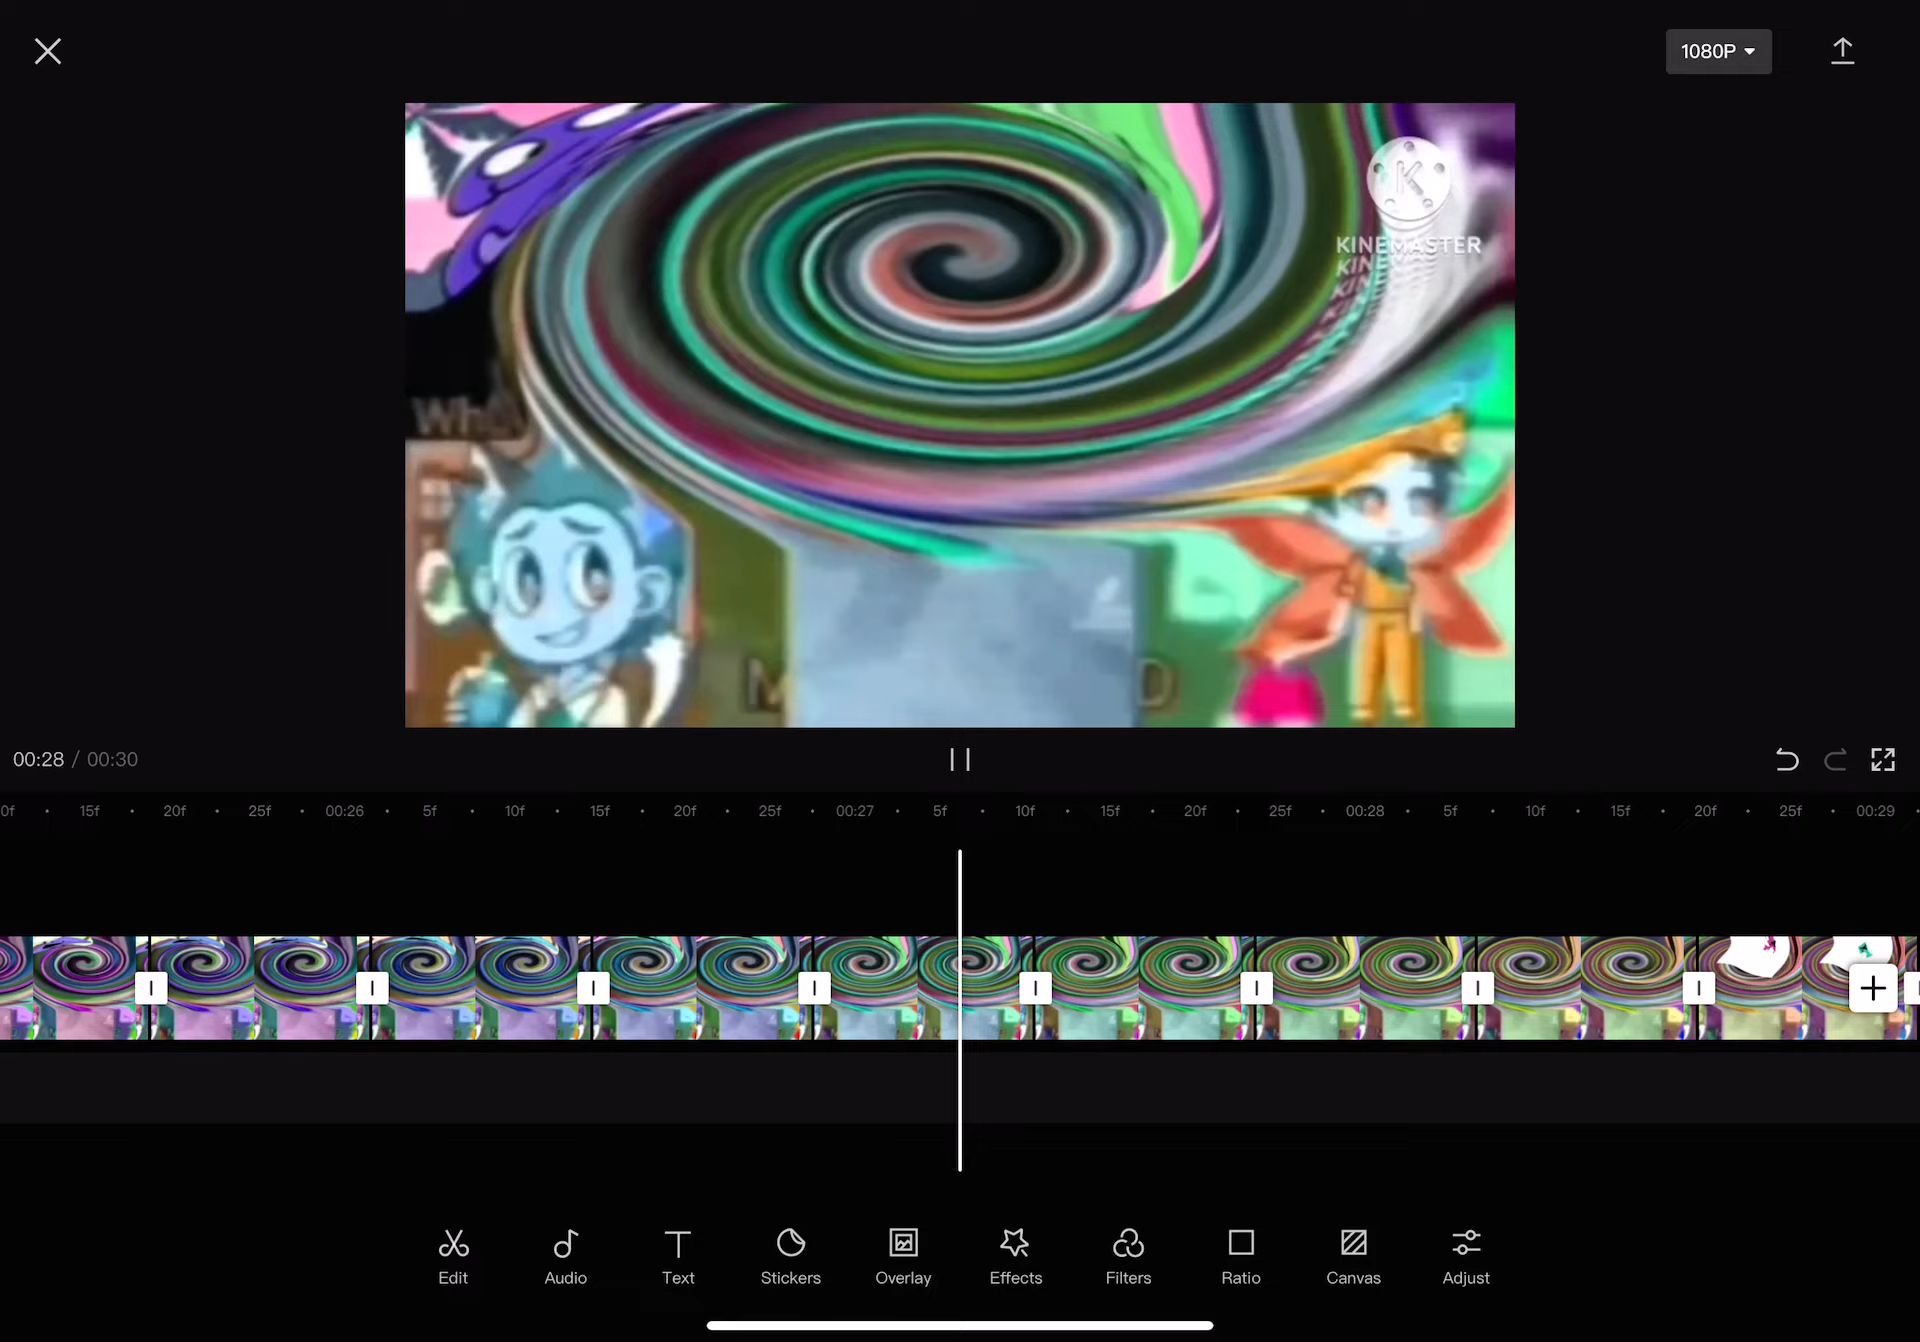 1080P
KINEMASTER
Wh
M
D
00:28 / 00:30
0f 15f 20f 25f 00:26 5f 10f 15f 20f 25f 00:27 5f 10f 15f 20f 25f 00:28 5f 10f 15f 20f 25f 00:29
Edit Audio Text Stickers Overlay Effects Filters Ratio Canvas Adjust